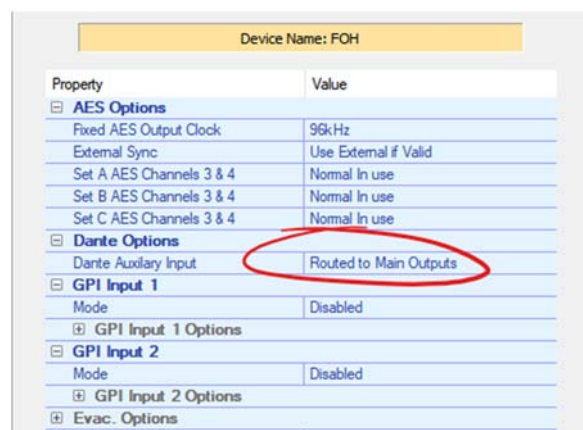 Device Name: FOH
Property Value
AES Options
Fixed AES Output Clock 96kHz
External Sync Use External if Valid
Set A AES Channels 3 & 4 Normal In use
Set B AES Channels 3 & 4 Normal In use
Set C AES Channels 3 & 4 Normal In use
Dante Options
Dante Auxilary Input Routed to Main Outputs
GPI Input 1
Mode Disabled
GPI Input 1 Options
GPI Input 2
Mode Disabled
GPI Input 2 Options
Evac. Options